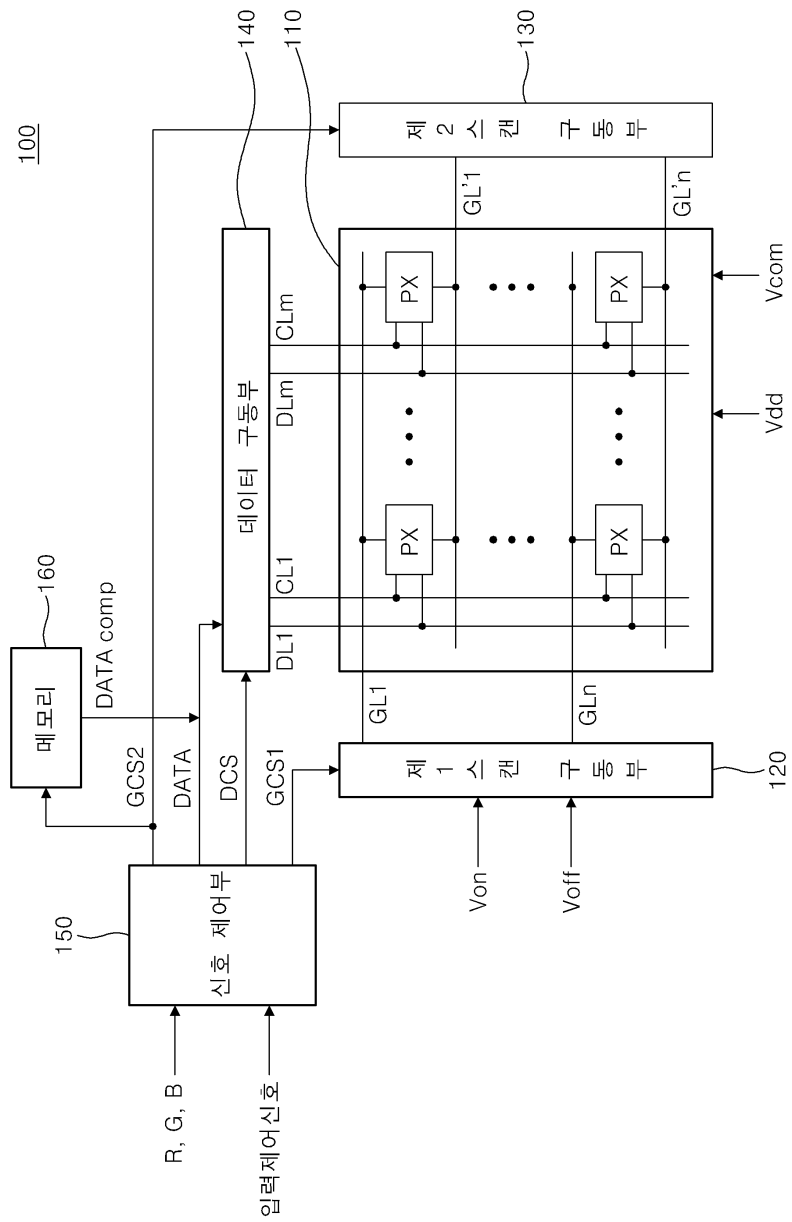 100
메모리
160
DATA comp
150
신호 제어부
R, G, B
입력제어신호
GCS2
DATA
DCS
GCS1
데이터 구동부
140
110
DL1
CL1
DLm
CLm
제1스캔 구동부
120
Von
Voff
GL1
GLn
PX
PX
PX
PX
GL'1
GL'n
제2스캔 구동부
130
Vdd
Vcom